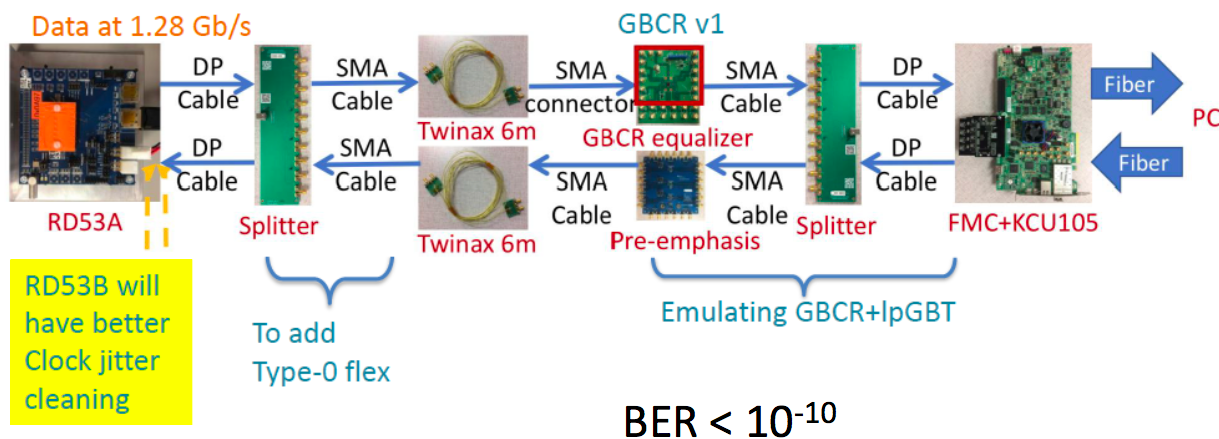 Data at 1.28 Gb/s
GBCR v1
DP
Cable
SMA
Cable
SMA
connector
SMA
Cable
DP
Cable
Fiber
Twinax 6m
GBCR equalizer
PC
DP
Cable
SMA
Cable
SMA
Cable
SMA
Cable
DP
Cable
Fiber
RD53A
Splitter
Twinax 6m
Pre-emphasis
Splitter
FMC+KCU105
RD53B will
have better
Clock jitter
cleaning
To add
Type-0 flex
Emulating GBCR+lpGBT
BER < 10⁻¹⁰